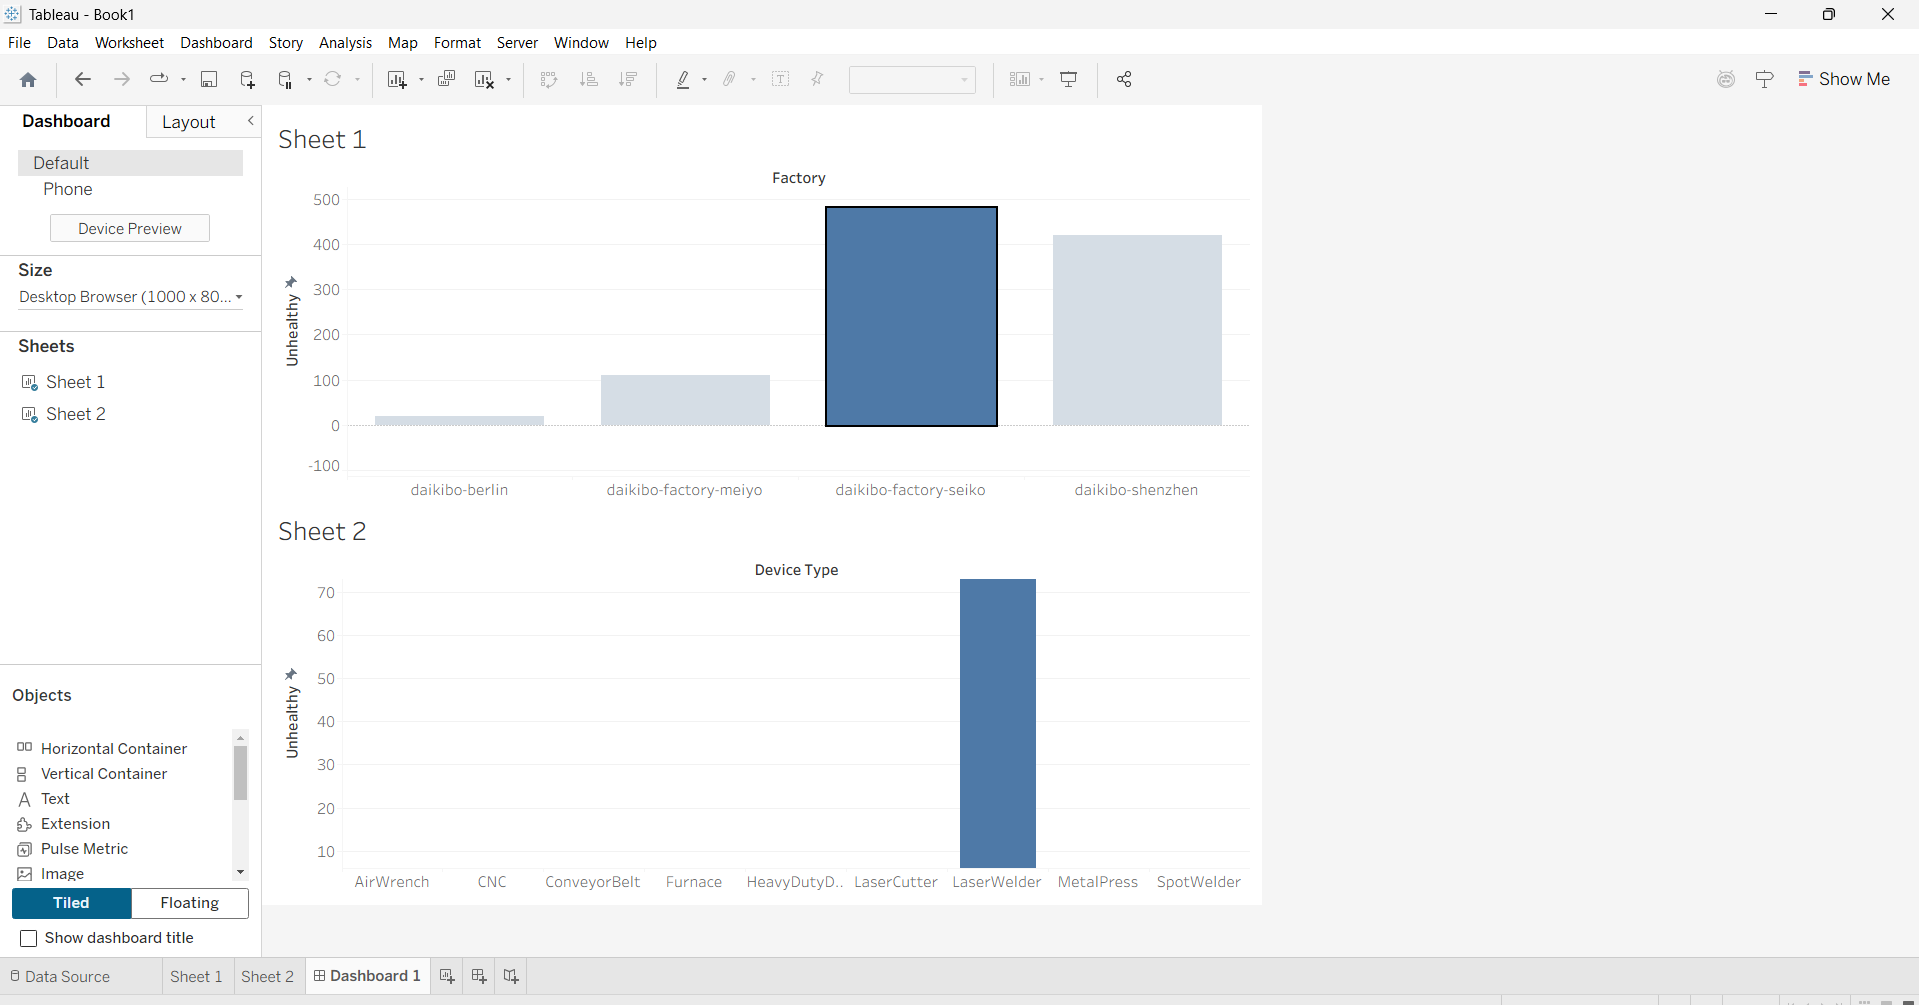 Tableau - Book1
File Data Worksheet Dashboard Story Analysis Map Format Server Window Help
Show Me
Dashboard Layout
Default
Phone
Device Preview
Size
Desktop Browser (1000 x 80...
Sheets
Sheet 1
Sheet 2
Objects
Horizontal Container
Vertical Container
Text
Extension
Pulse Metric
Image
Tiled Floating
Show dashboard title
Sheet 1
Factory
Unhealthy
500
400
300
200
100
0
-100
daikibo-berlin daikibo-factory-meiyo daikibo-factory-seiko daikibo-shenzhen
Sheet 2
Device Type
Unhealthy
70
60
50
40
30
20
10
AirWrench CNC ConveyorBelt Furnace HeavyDutyD.. LaserCutter LaserWelder MetalPress SpotWelder
Data Source Sheet 1 Sheet 2 Dashboard 1